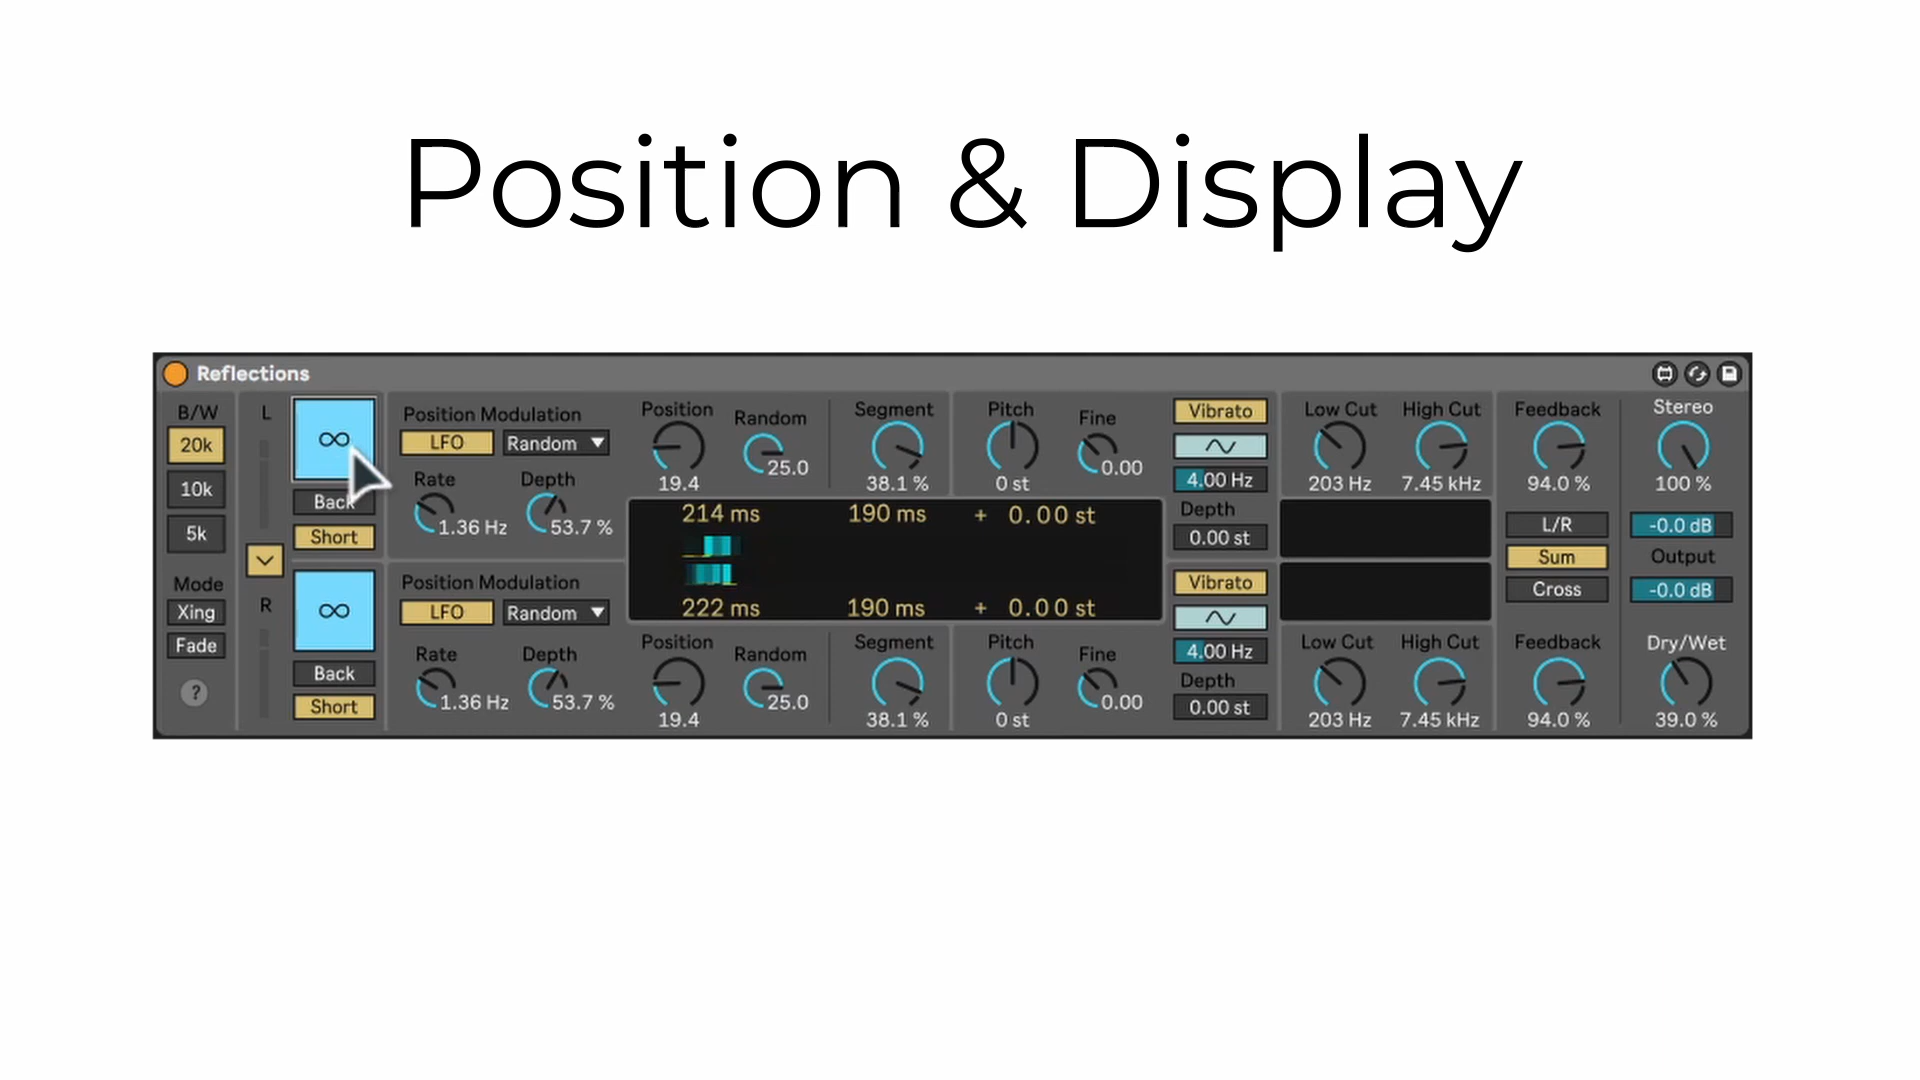 Position & Display
Reflections
B/W
20k
10k
5k
Mode
Xing
Fade
?
L
∞
Back
Short
R
∞
Back
Short
Position Modulation
LFO Random
Rate Depth
1.36 Hz 53.7 %
Position Modulation
LFO Random
Rate Depth
1.36 Hz 53.7 %
Position Random Segment
19.4 25.0 38.1 %
Pitch Fine
0 st 0.00
214 ms 190 ms + 0.00 st
222 ms 190 ms + 0.00 st
Position Random Segment
19.4 25.0 38.1 %
Pitch Fine
0 st 0.00
Vibrato
4.00 Hz
Depth
0.00 st
Vibrato
4.00 Hz
Depth
0.00 st
Low Cut High Cut
203 Hz 7.45 kHz
Low Cut High Cut
203 Hz 7.45 kHz
Feedback
94.0 %
L/R
Sum
Cross
Feedback
94.0 %
Stereo
100 %
-0.0 dB
Output
-0.0 dB
Dry/Wet
39.0 %